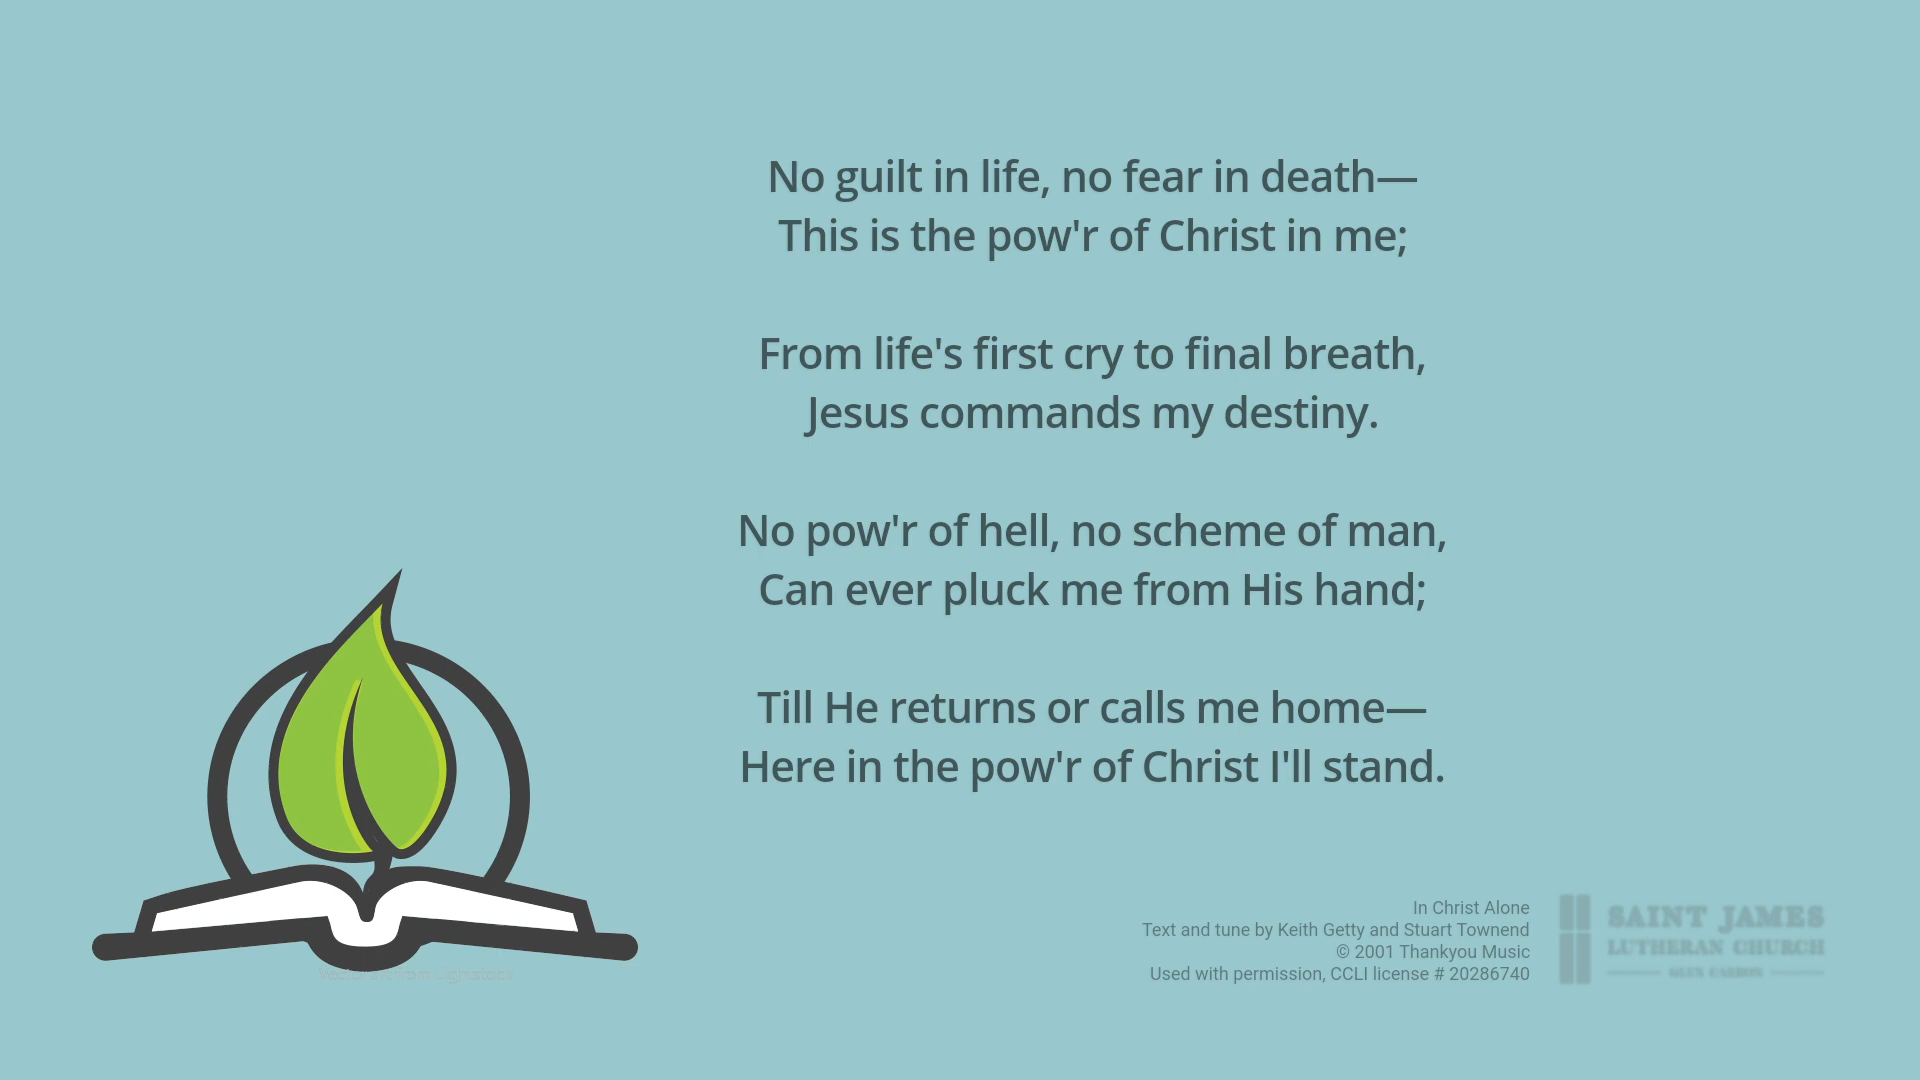 No guilt in life, no fear in death—
This is the pow'r of Christ in me;
From life's first cry to final breath,
Jesus commands my destiny.
No pow'r of hell, no scheme of man,
Can ever pluck me from His hand;
Till He returns or calls me home—
Here in the pow'r of Christ I'll stand.
In Christ Alone
Text and tune by Keith Getty and Stuart Townend
© 2001 Thankyou Music
Used with permission, CCLI license # 20286740
SAINT JAMES
LUTHERAN CHURCH
GLEN CARBON